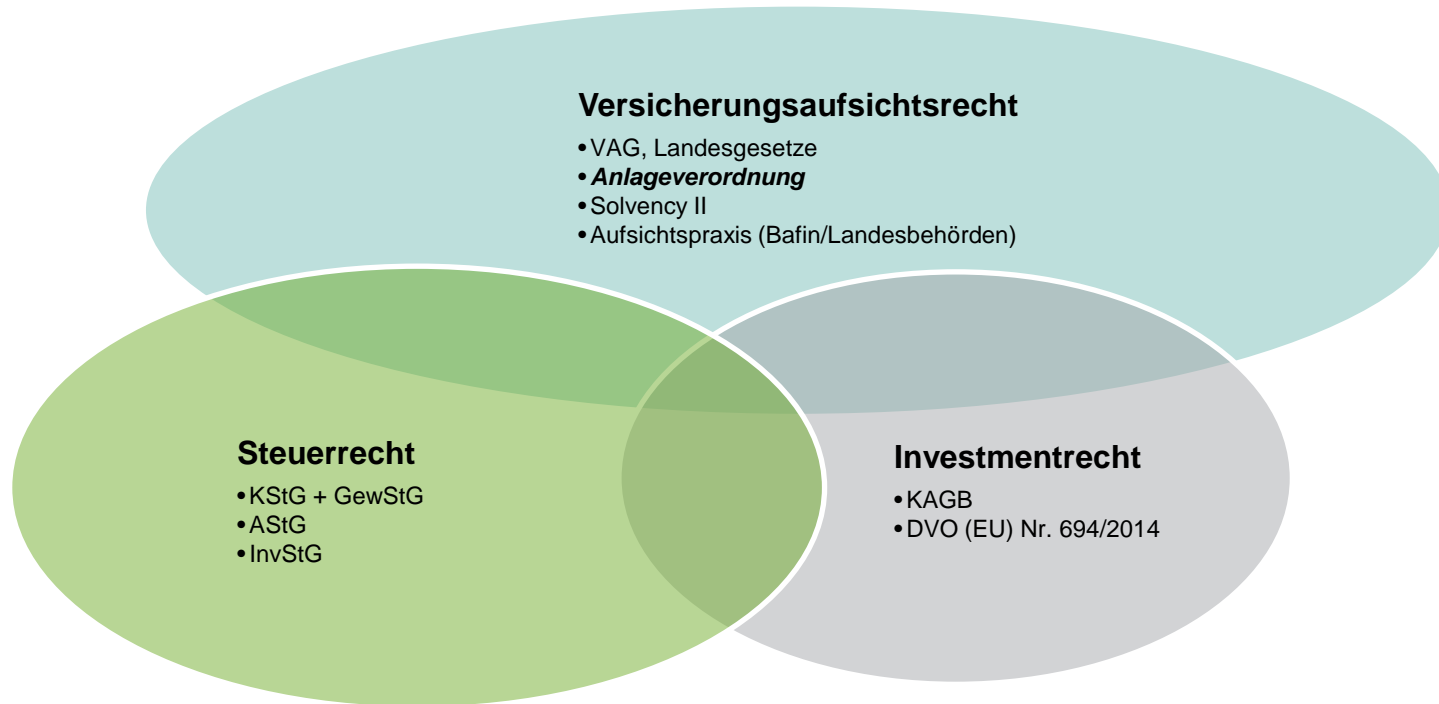 Versicherungsaufsichtsrecht
•VAG, Landesgesetze
•Anlageverordnung
•Solvency II
•Aufsichtspraxis (Bafin/Landesbehörden)
Steuerrecht
•KStG + GewStG
•AStG
•InvStG
Investmentrecht
•KAGB
•DVO (EU) Nr. 694/2014